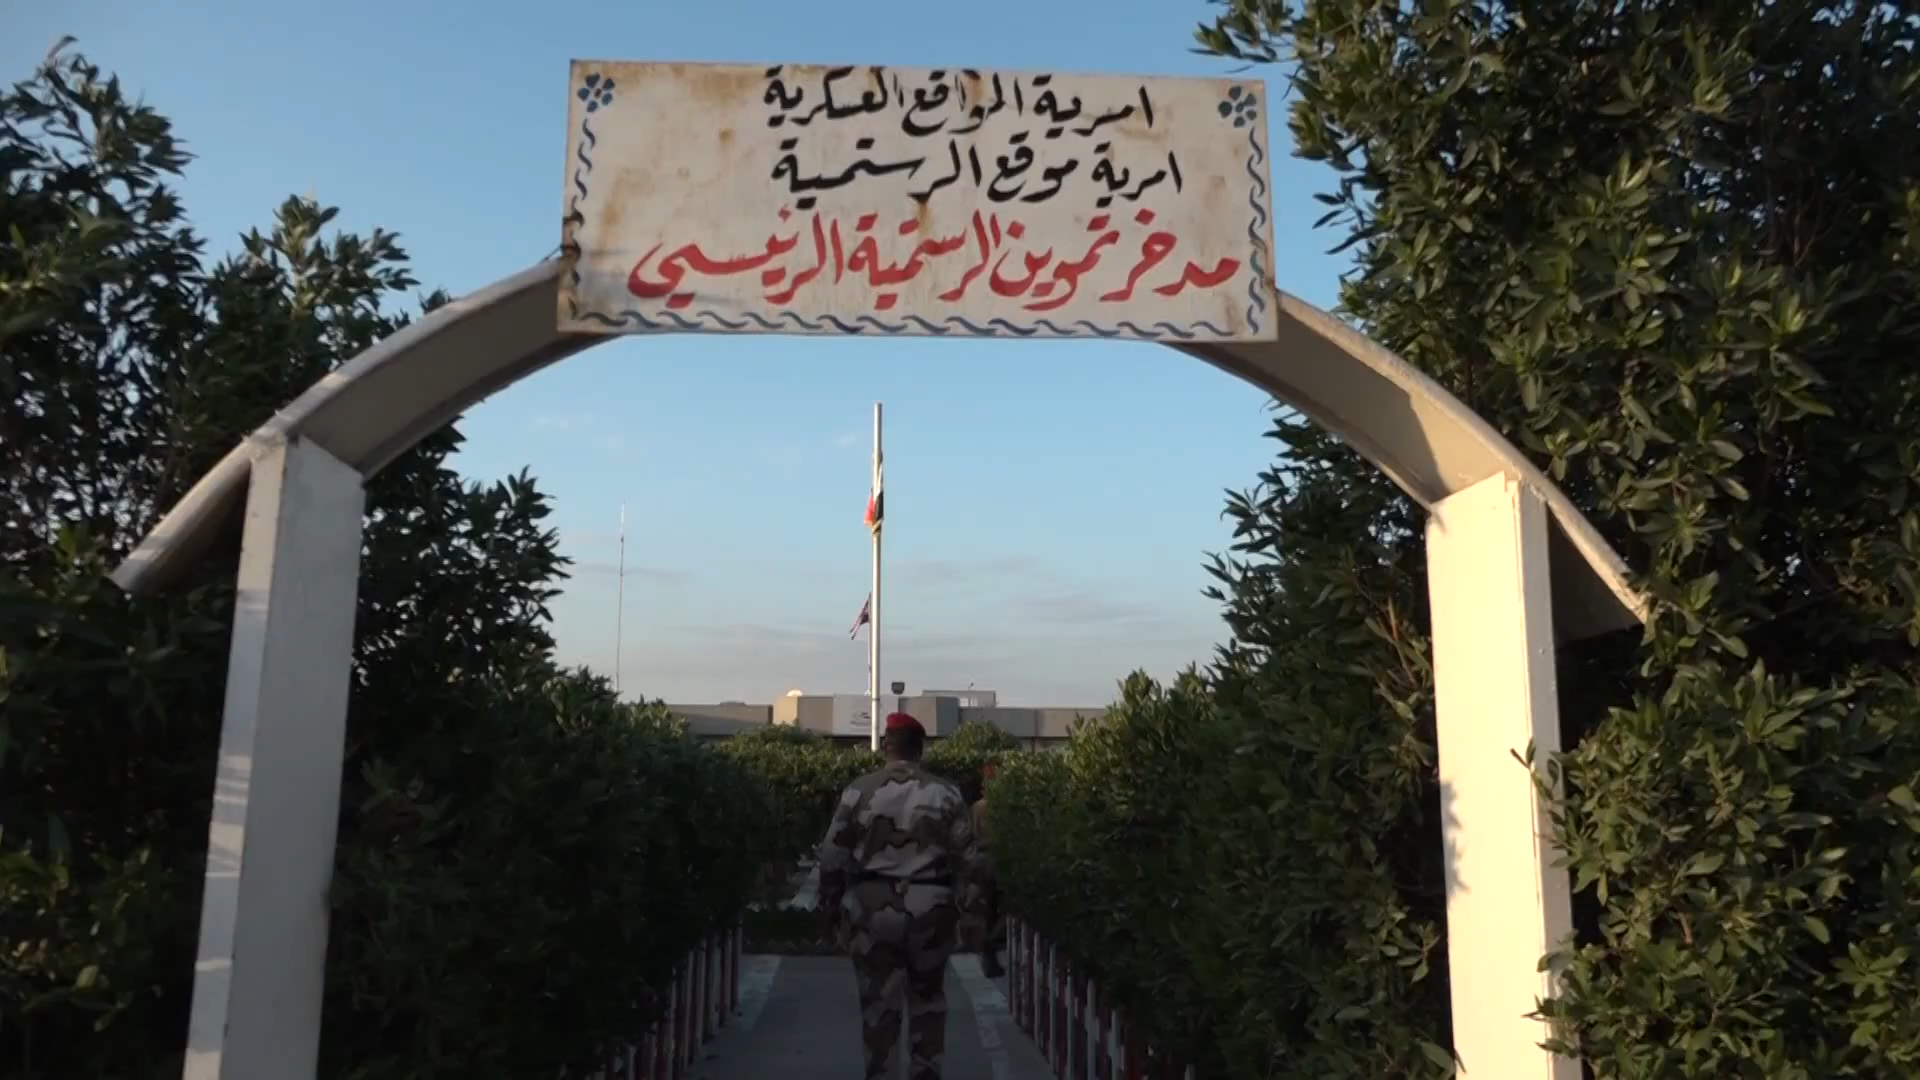 امرية المواقع العسكرية
امرية موقع الرستمية
مدخر تموين الرستمية الرئيسي